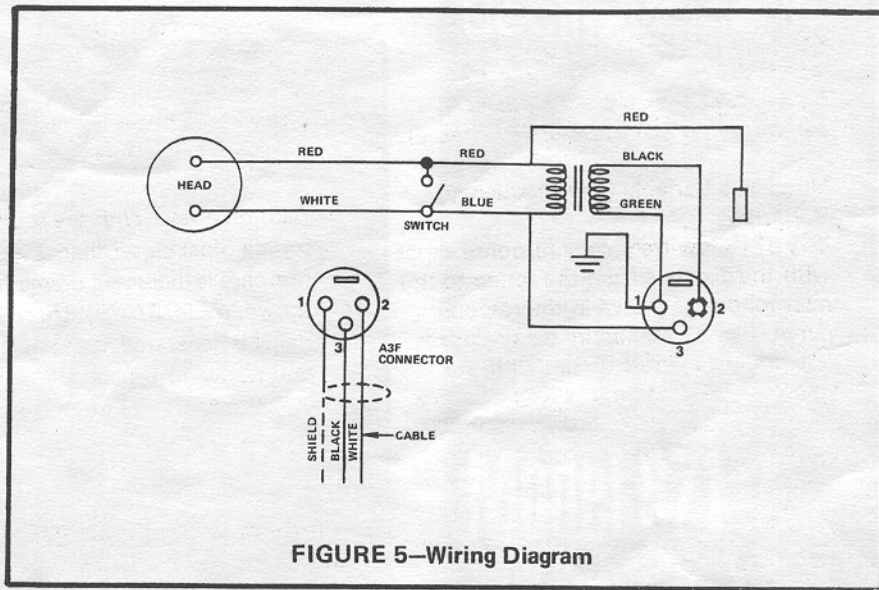 RED
BLACK
GREEN
HEAD
RED
RED
WHITE
BLUE
SWITCH
1
2
3
1
2
3
A3F
CONNECTOR
SHIELD
BLACK
WHITE
CABLE
FIGURE 5—Wiring Diagram